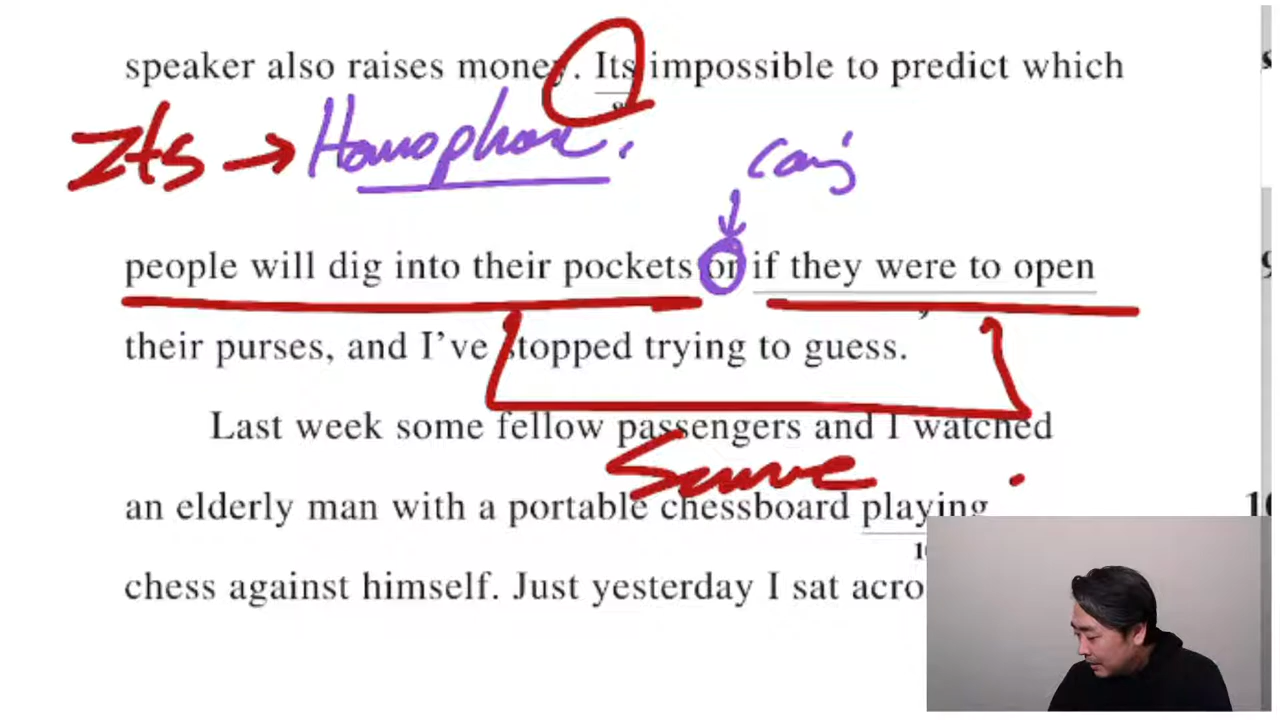 speaker also raises money. Its impossible to predict which
Its → Homophone.
conj
people will dig into their pockets or if they were to open
their purses, and I've stopped trying to guess.
Last week some fellow passengers and I watched
an elderly man with a portable chessboard playing
chess against himself. Just yesterday I sat acro